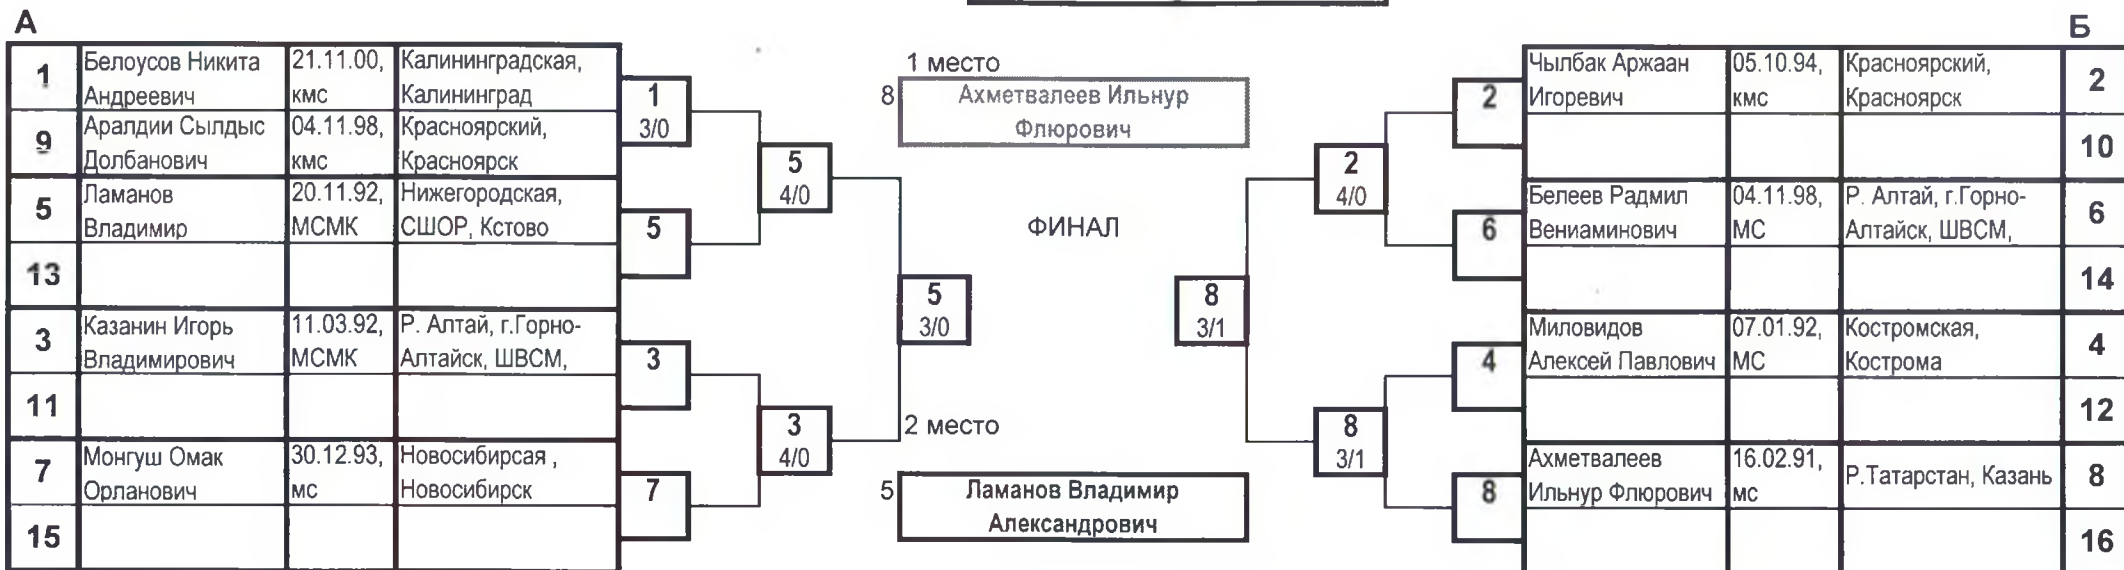 А
Б
1
Белоусов Никита
Андреевич
21.11.00,
кмс
Калининградская,
Калининград
9
Аралдии Сылдыс
Долбанович
04.11.98,
кмс
Красноярский,
Красноярск
5
Ламанов
Владимир
20.11.92,
МСМК
Нижегородская,
СШОР, Кстово
13
3
Казанин Игорь
Владимирович
11.03.92,
МСМК
Р. Алтай, г.Горно-
Алтайск, ШВСМ,
11
7
Монгуш Омак
Орланович
30.12.93,
мс
Новосибирсая ,
Новосибирск
15
1
3/0
5
3
7
5
4/0
3
4/0
5
3/0
1 место
8
Ахметвалеев Ильнур
Флюрович
ФИНАЛ
2 место
5
Ламанов Владимир
Александрович
8
3/1
2
4/0
8
3/1
2
6
4
8
Чылбак Аржаан
Игоревич
05.10.94,
кмс
Красноярский,
Красноярск
2
10
Белеев Радмил
Вениаминович
04.11.98,
МС
Р. Алтай, г.Горно-
Алтайск, ШВСМ,
6
14
Миловидов
Алексей Павлович
07.01.92,
МС
Костромская,
Кострома
4
12
Ахметвалеев
Ильнур Флюрович
16.02.91,
мс
Р.Татарстан, Казань
8
16